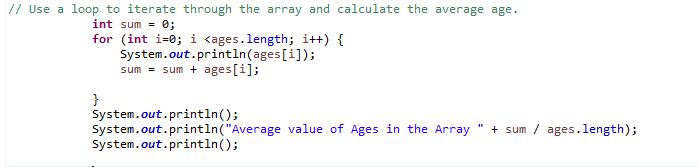 // Use a loop to iterate through the array and calculate the average age.
int sum = 0;
for (int i=0; i <ages.length; i++) {
System.out.println(ages[i]);
sum = sum + ages[i];
}
System.out.println();
System.out.println("Average value of Ages in the Array " + sum / ages.length);
System.out.println();